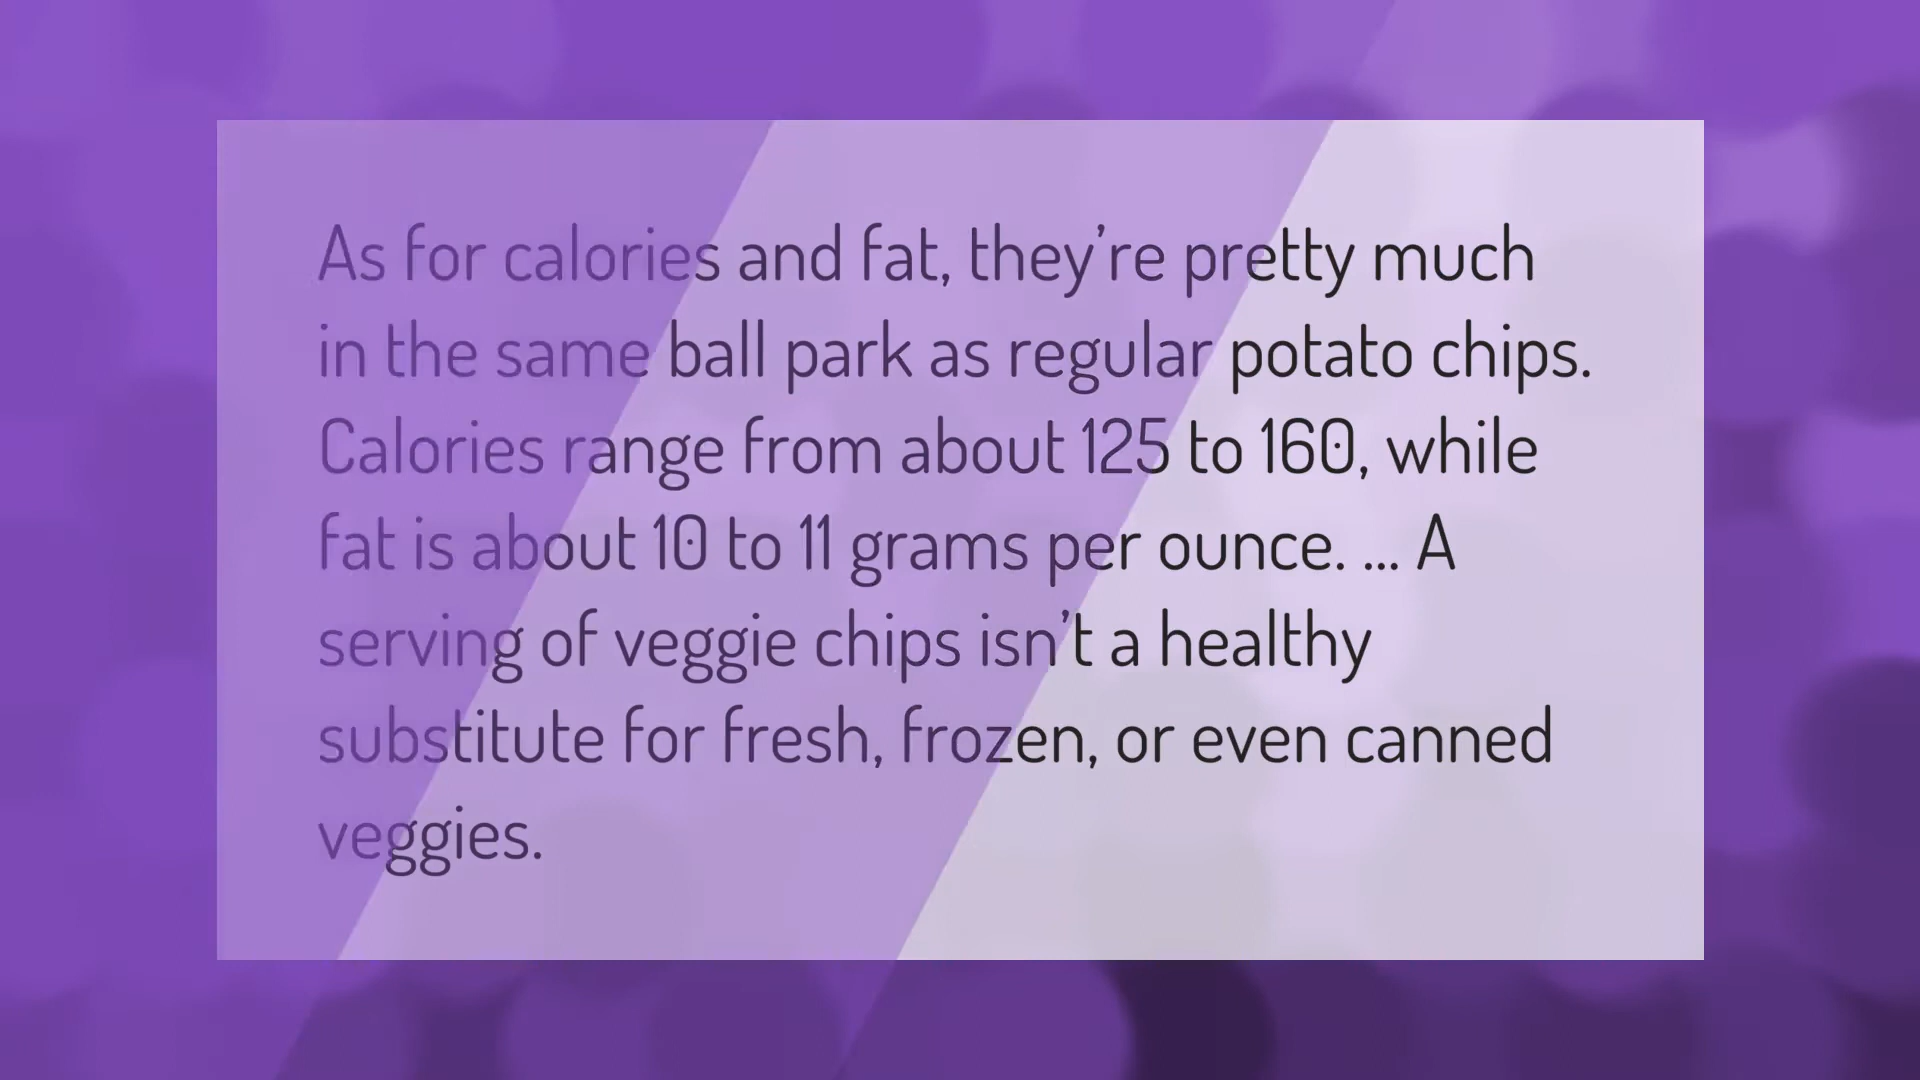 As for calories and fat, they're pretty much
in the same ball park as regular potato chips.
Calories range from about 125 to 160, while
fat is about 10 to 11 grams per ounce. ... A
serving of veggie chips isn't a healthy
substitute for fresh, frozen, or even canned
veggies.